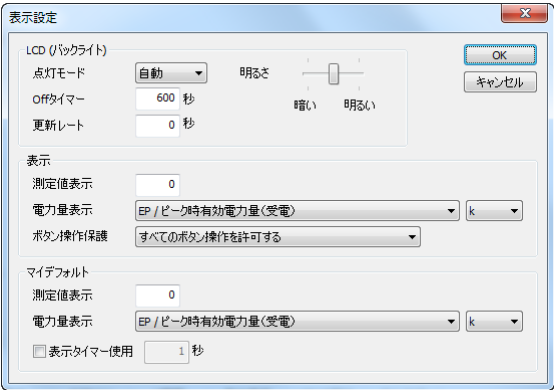 表示設定
LCD (バックライト)
点灯モード 自動 明るさ
暗い 明るい
Offタイマー 600 秒
更新レート 0 秒
OK
キャンセル
表示
測定値表示 0
電力量表示 EP / ピーク時有効電力量(受電) k
ボタン操作保護 すべてのボタン操作を許可する
マイデフォルト
測定値表示 0
電力量表示 EP / ピーク時有効電力量(受電) k
表示タイマー使用 1 秒